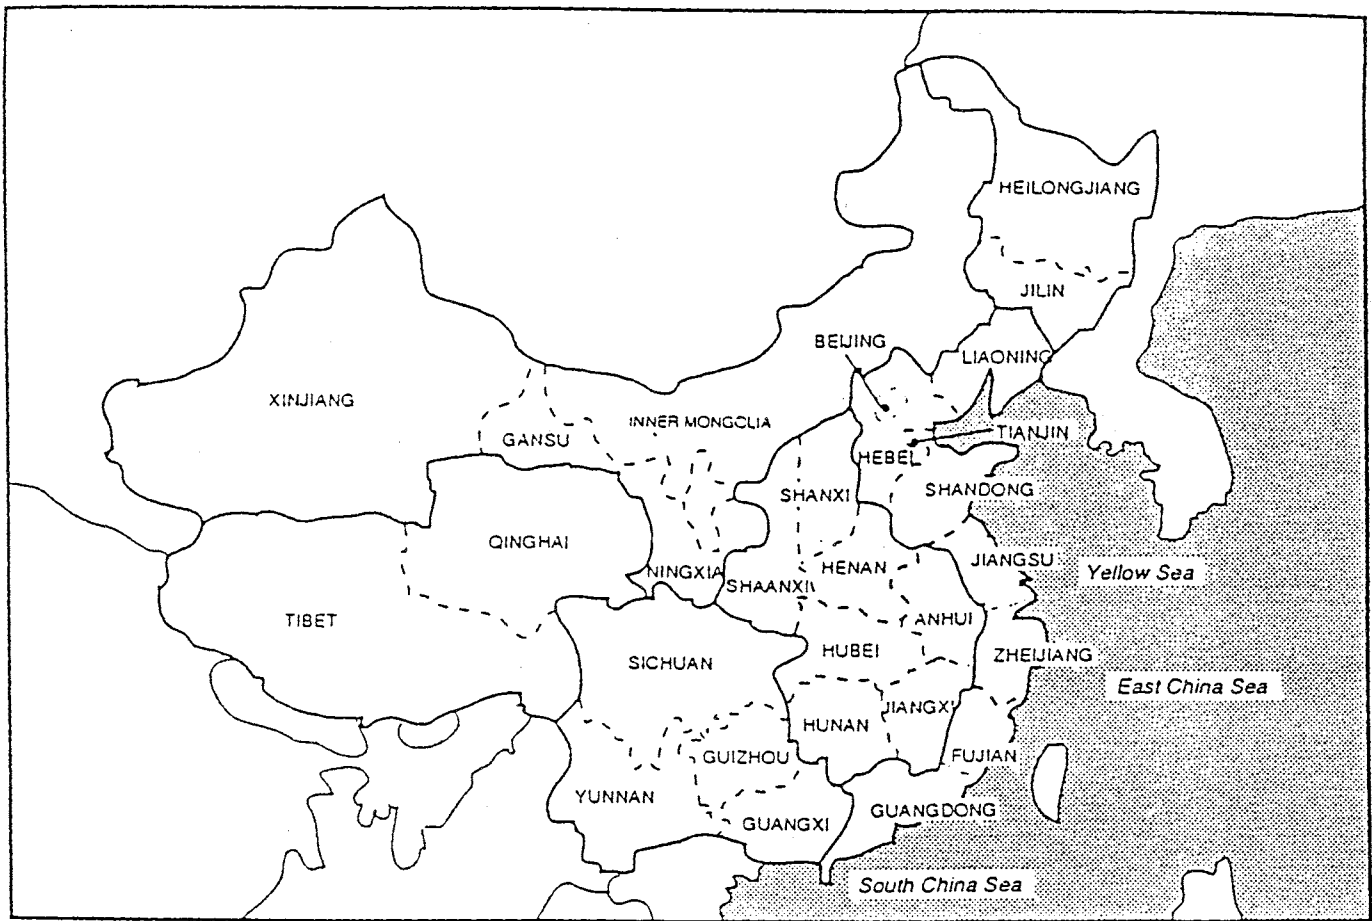 HEILONGJIANG
JILIN
BEIJING
LIAONING
XINJIANG
INNER MONGOLIA
GANSU
TIANJIN
HEBEL
SHANXI
SHANDONG
QINGHAI
NINGXIA
SHAANXI
HENAN
JIANGSU
Yellow Sea
TIBET
ANHUI
SICHUAN
HUBEI
ZHEIJIANG
East China Sea
HUNAN
JIANGXI
GUIZHOU
FUJIAN
YUNNAN
GUANGXI
GUANGDONG
South China Sea